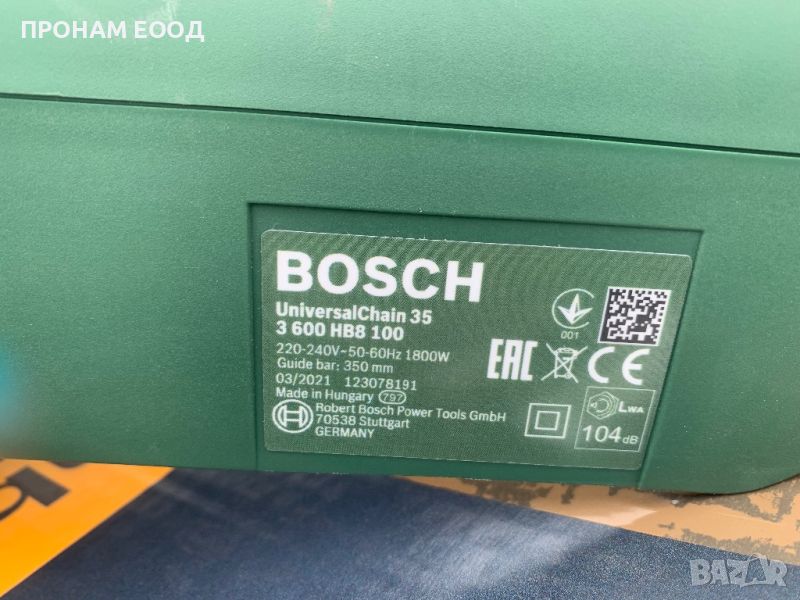 ПРОНАМ ЕООД
BOSCH
UniversalChain 35
3 600 HB8 100
220-240V~50-60Hz 1800W
Guide bar: 350 mm
03/2021 123078191
Made in Hungary 797
Robert Bosch Power Tools GmbH
70538 Stuttgart
GERMANY
001
EAC CE
LWA
104 dB
BAZAR